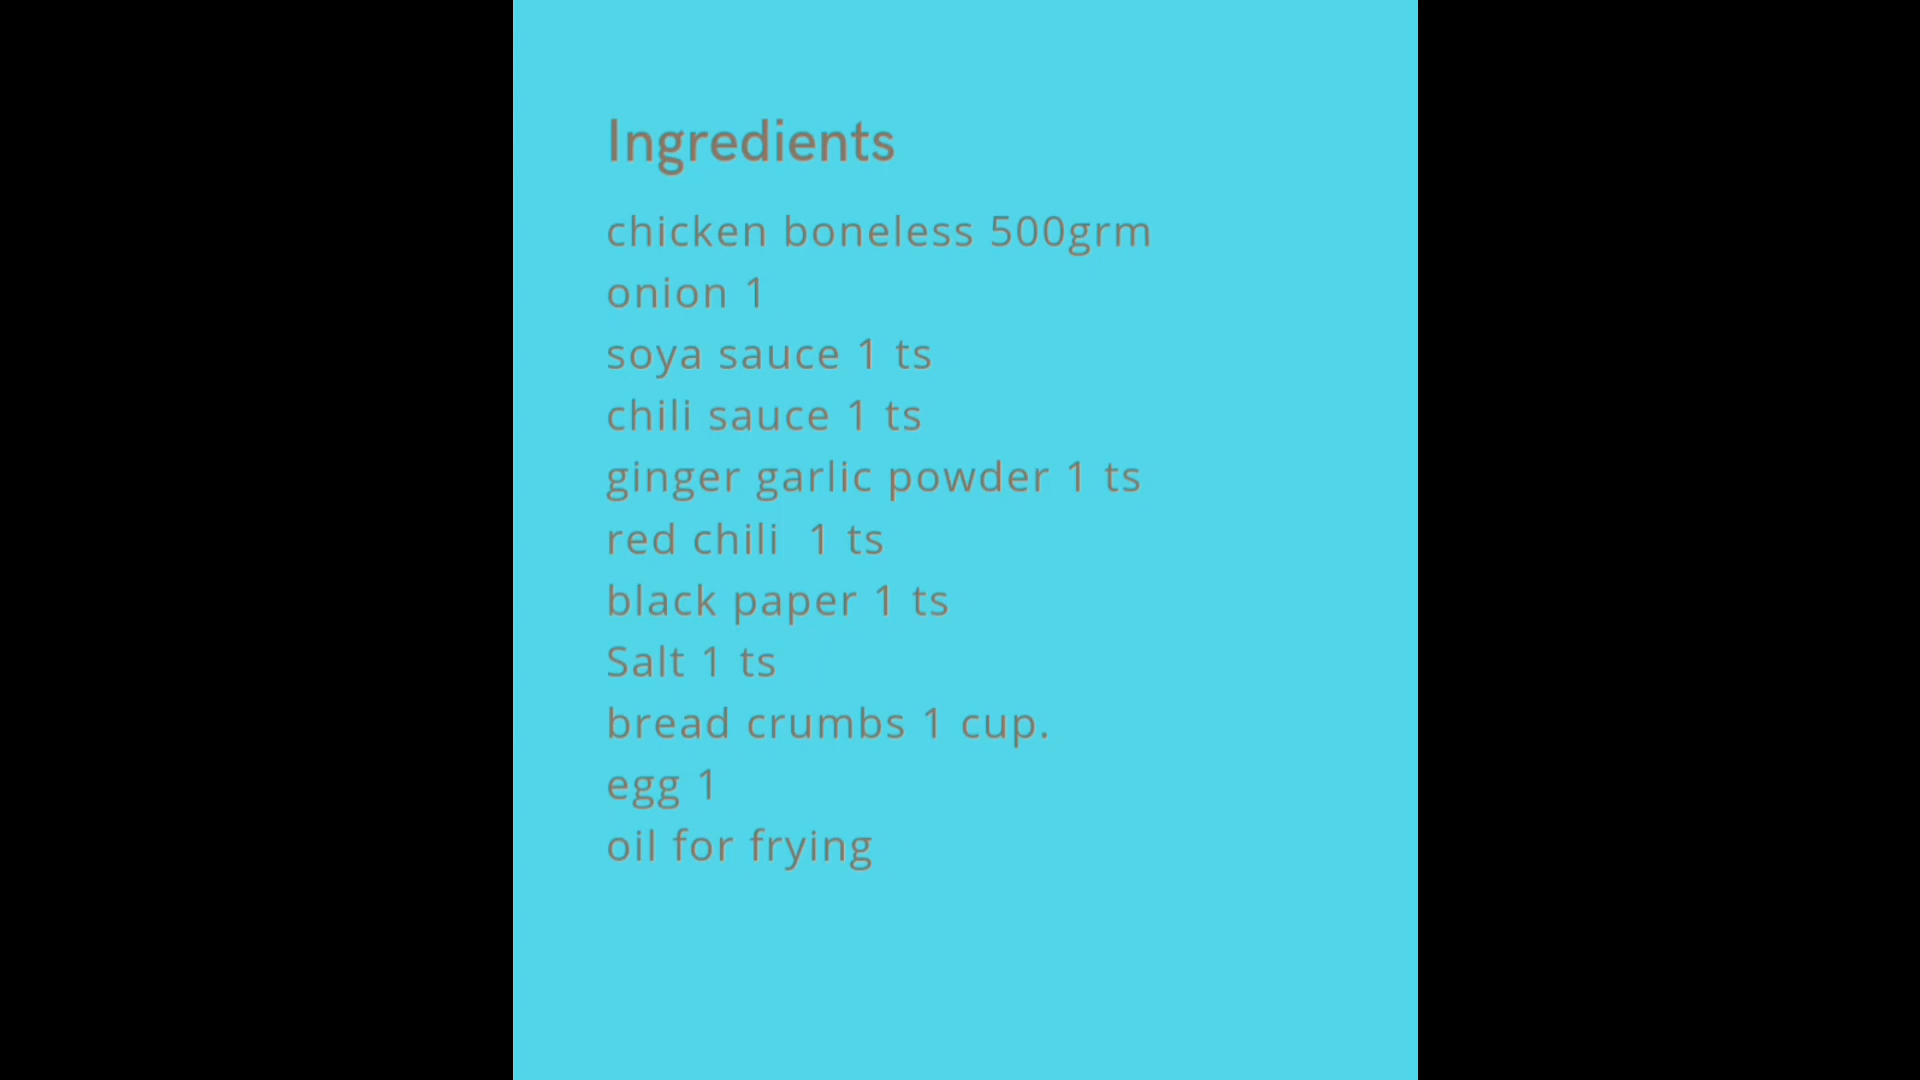 Ingredients
chicken boneless 500grm
onion 1
soya sauce 1 ts
chili sauce 1 ts
ginger garlic powder 1 ts
red chili  1 ts
black paper 1 ts
Salt 1 ts
bread crumbs 1 cup.
egg 1
oil for frying